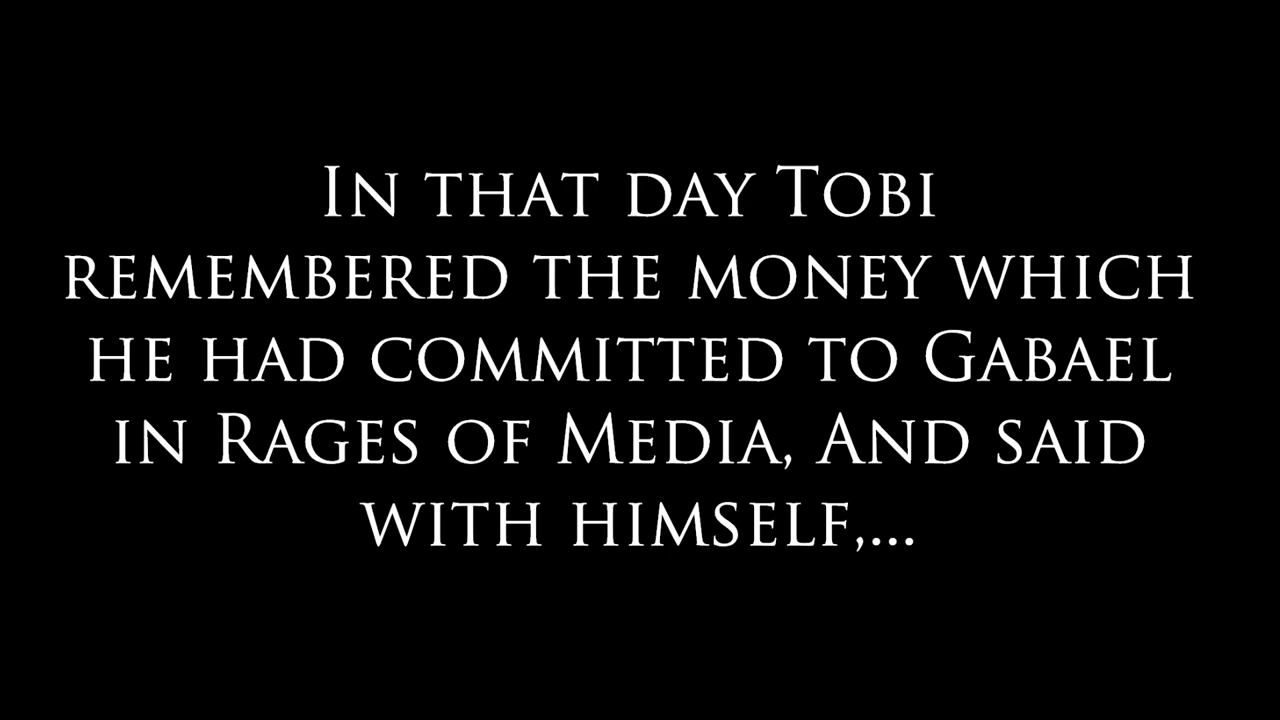 In that day Tobi
remembered the money which
he had committed to Gabael
in Rages of Media, And said
with himself,...